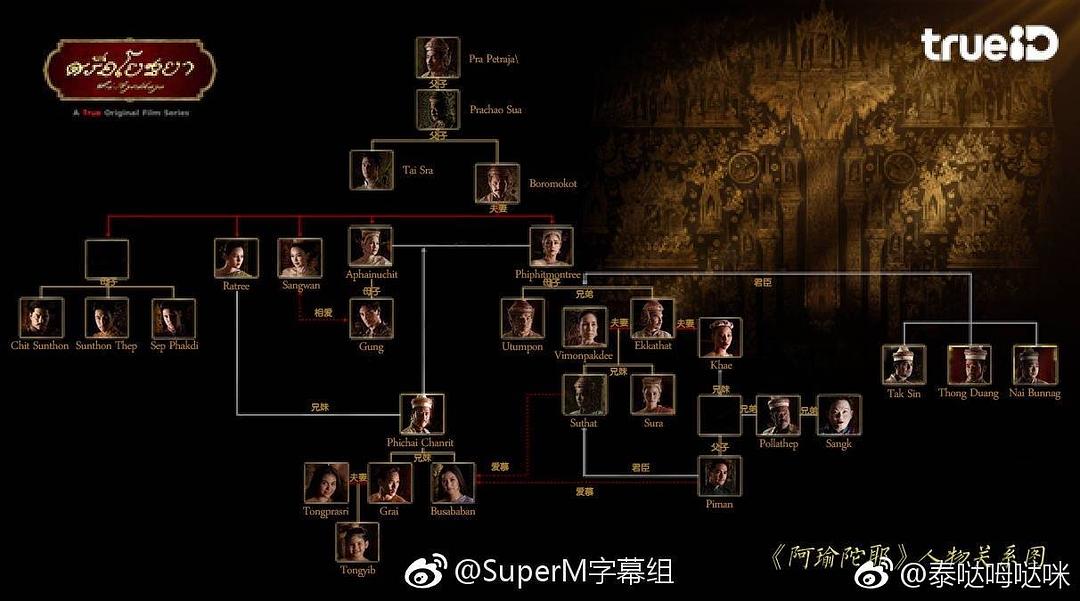 trueID
ศรีอโยธยา
Sri Ayodhaya
A True Original Film Series
Pra Petraja\
父子
Prachao Sua
父子
Tai Sra
Boromokot
夫妻
Ratree
Sangwan
Aphainuchit
Phiphitmontree
母子
母子
母子
兄弟
君臣
相爱
Chit Sunthon
Sunthon Thep
Sep Phakdi
Gung
Utumpon
Vimonpakdee
夫妻
Ekkathat
夫妻
Khae
Tak Sin
Thong Duang
Nai Bunnag
兄妹
兄妹
兄妹
Suthat
Sura
兄弟
Pollathep
兄弟
Sangk
Phichai Chanrit
兄妹
父子
Tongprasri
夫妻
Grai
Busababan
爱慕
君臣
爱慕
Piman
Tongyib
《阿瑜陀耶》人物关系图
@SuperM字幕组
@泰哒哒咪